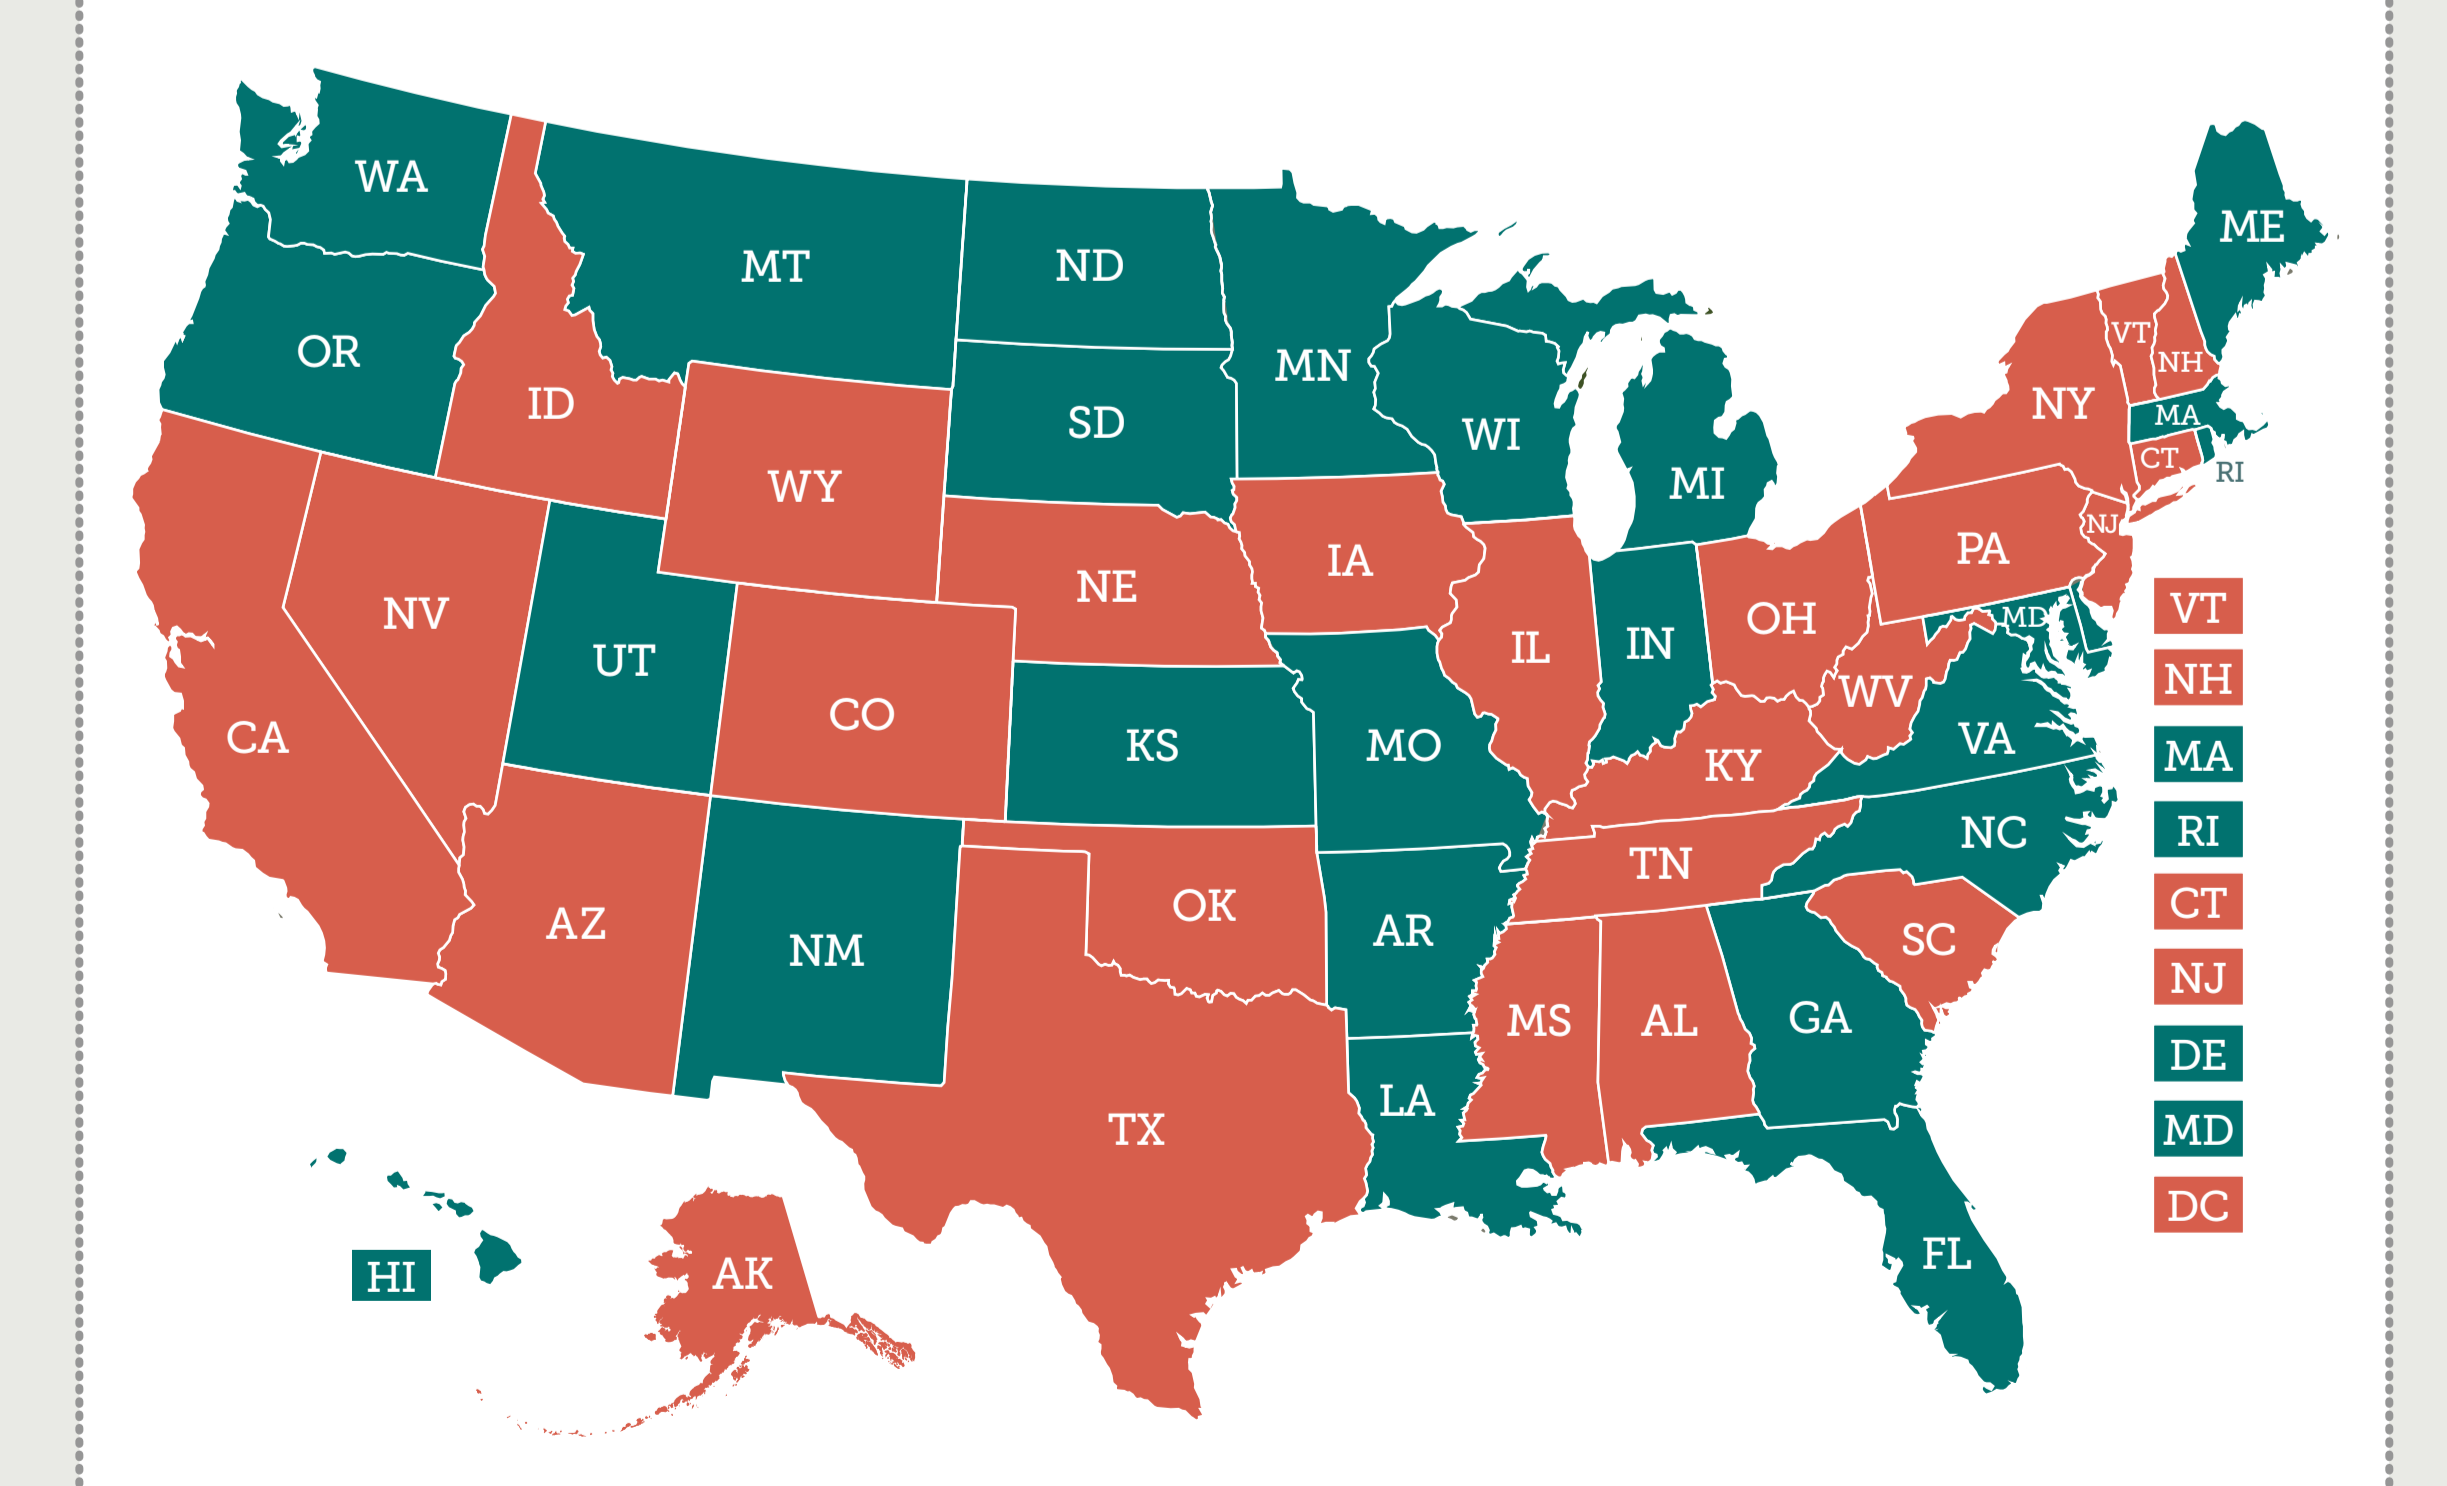 WA
MT
ND
ME
OR
MN
VT
NH
ID
SD
WI
NY
MA
WY
MI
CT
RI
NJ
IA
PA
NE
NV
OH
MD
VT
UT
IL
IN
NH
WV
CO
KS
MO
VA
CA
KY
MA
NC
RI
TN
OK
CT
AZ
AR
SC
NM
NJ
MS
AL
GA
DE
LA
TX
MD
DC
FL
HI
AK